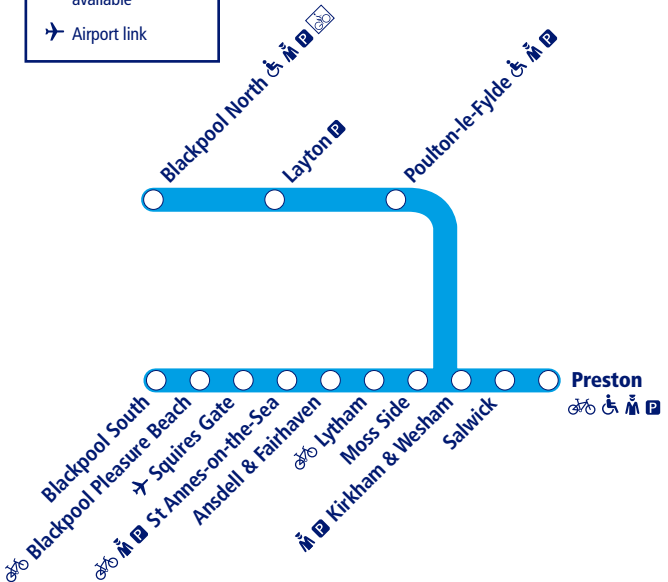 available
Airport link
Blackpool North P
Layton P
Poulton-le-Fylde P
Preston
P
Blackpool South
Blackpool Pleasure Beach
Squires Gate
P St Annes-on-the-Sea
Ansdell & Fairhaven
Lytham
Moss Side
P Kirkham & Wesham
Salwick